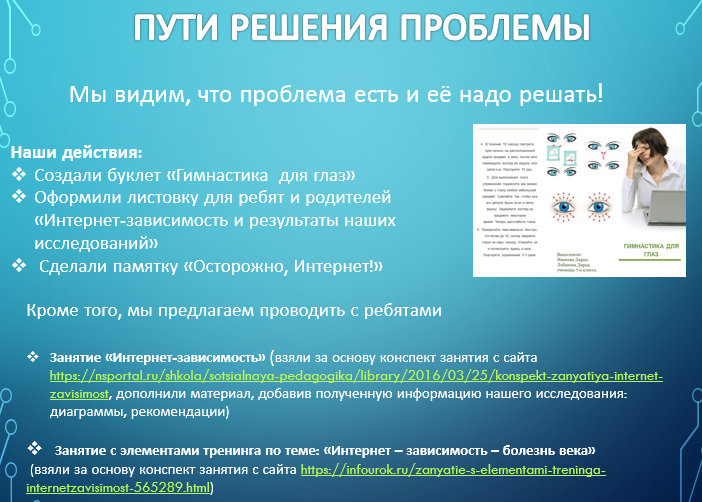 ПУТИ РЕШЕНИЯ ПРОБЛЕМЫ
Мы видим, что проблема есть и её надо решать!
Наши действия:
❖ Создали буклет «Гимнастика для глаз»
❖ Оформили листовку для ребят и родителей
«Интернет-зависимость и результаты наших
исследований»
❖ Сделали памятку «Осторожно, Интернет!»
ГИМНАСТИКА ДЛЯ
ГЛАЗ
Выполнили:
Кроме того, мы предлагаем проводить с ребятами
❖ Занятие «Интернет-зависимость» (взяли за основу конспект занятия с сайта
https://nsportal.ru/shkola/sotsialnaya-pedagogika/library/2016/03/25/konspekt-zanyatiya-internet-
zavisimost, дополнили материал, добавив полученную информацию нашего исследования:
диаграммы, рекомендации)
❖ Занятие с элементами тренинга по теме: «Интернет – зависимость – болезнь века»
(взяли за основу конспект занятия с сайта https://infourok.ru/zanyatie-s-elementami-treninga-
internetzavisimost-565289.html)